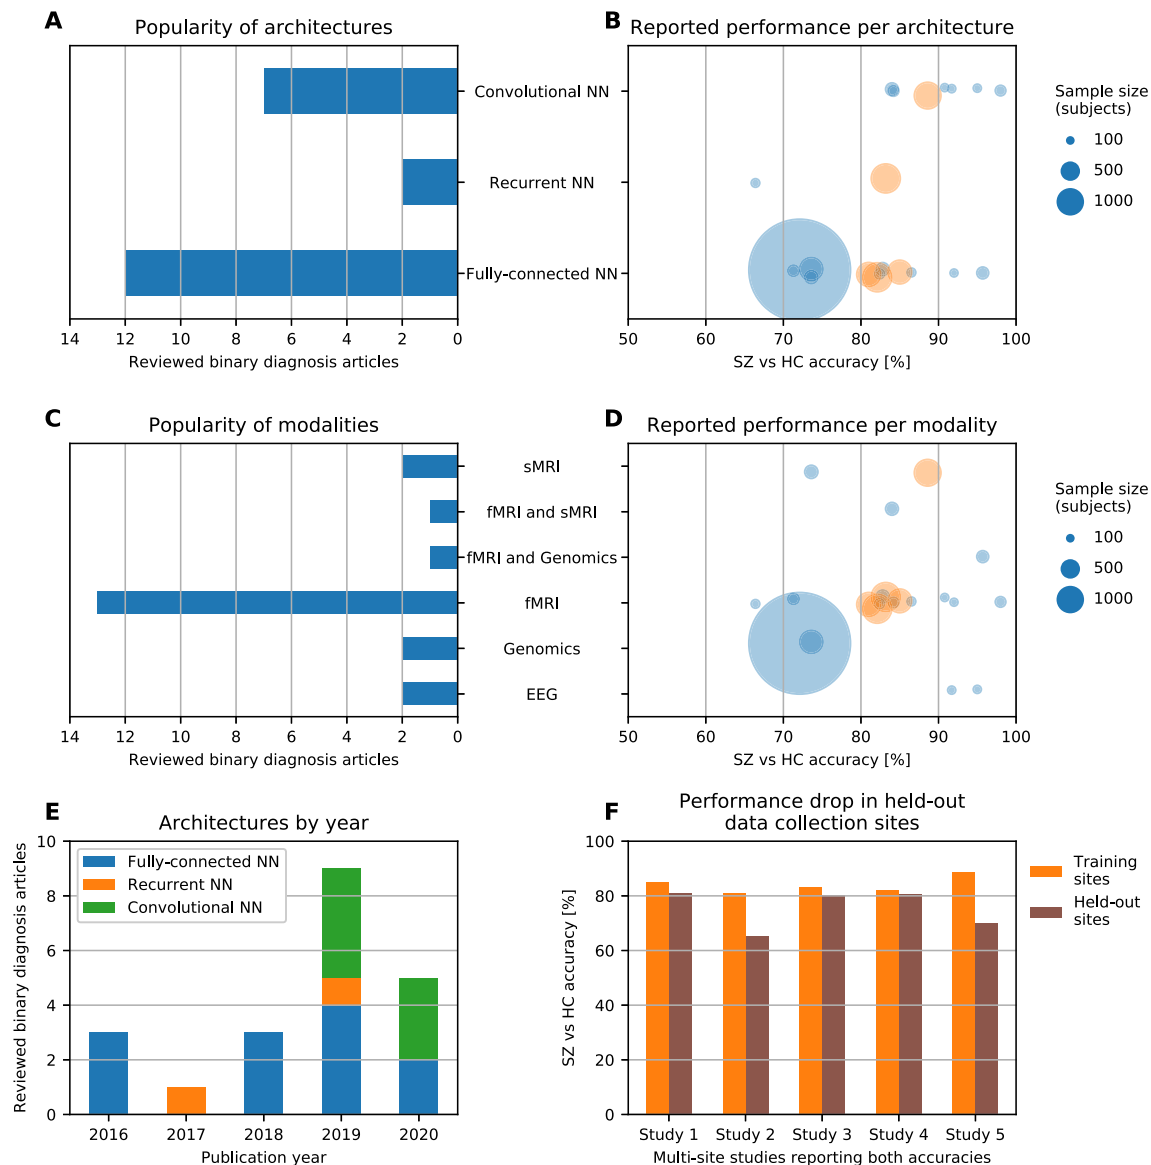 A
Popularity of architectures
Convolutional NN
Recurrent NN
Fully-connected NN
14 12 10 8 6 4 2 0
Reviewed binary diagnosis articles
B
Reported performance per architecture
50 60 70 80 90 100
SZ vs HC accuracy [%]
Sample size
(subjects)
100
500
1000
C
Popularity of modalities
sMRI
fMRI and sMRI
fMRI and Genomics
fMRI
Genomics
EEG
14 12 10 8 6 4 2 0
Reviewed binary diagnosis articles
D
Reported performance per modality
50 60 70 80 90 100
SZ vs HC accuracy [%]
Sample size
(subjects)
100
500
1000
E
Architectures by year
Reviewed binary diagnosis articles
10
8
6
4
2
0
Fully-connected NN
Recurrent NN
Convolutional NN
2016 2017 2018 2019 2020
Publication year
F
Performance drop in held-out
data collection sites
SZ vs HC accuracy [%]
100
80
60
40
20
0
Study 1 Study 2 Study 3 Study 4 Study 5
Multi-site studies reporting both accuracies
Training
sites
Held-out
sites